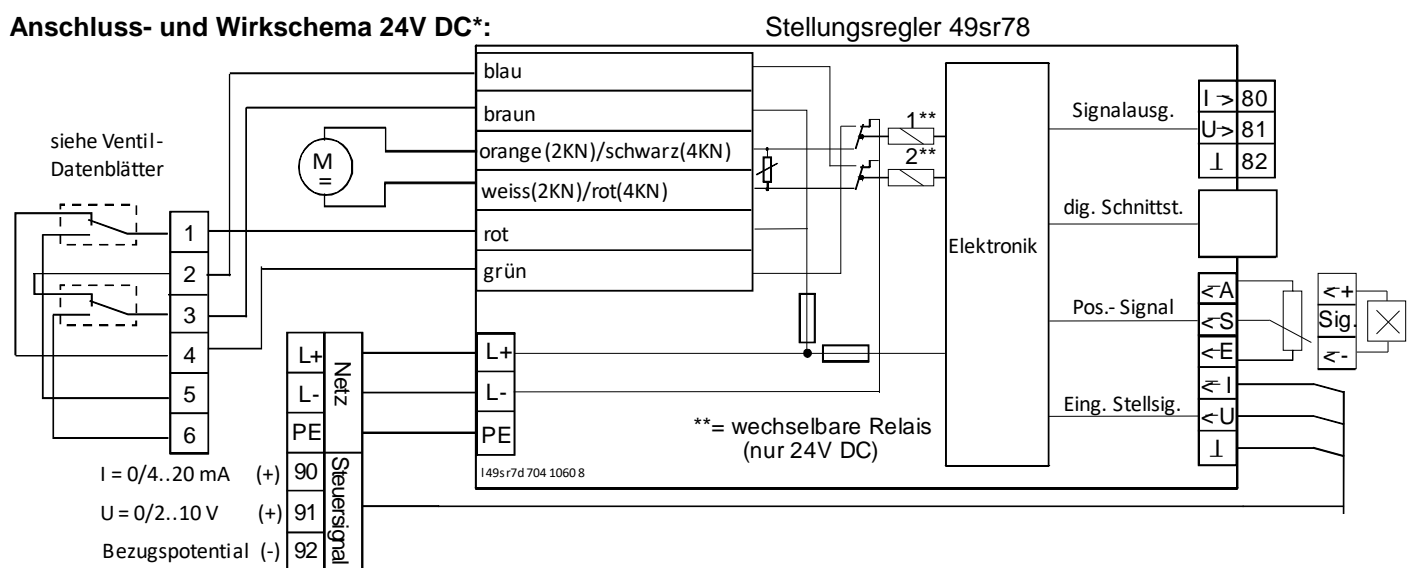 Anschluss- und Wirkschema 24V DC*:
Stellungsregler 49sr78
blau
braun
orange (2KN)/schwarz(4KN)
weiss(2KN)/rot(4KN)
rot
grün
siehe Ventil-
Datenblätter
M
=
1
2
3
4
5
6
1**
2**
Elektronik
Signalausg.
I -> 80
U-> 81
⊥ 82
dig. Schnittst.
Pos.- Signal
<-A
<-S
<-E
<-+
Sig.
<--
Eing. Stellsig.
<-I
<-U
⊥
L+
L-
PE
Netz
L+
L-
PE
**= wechselbare Relais
(nur 24V DC)
I49sr7d 704 1060 8
I = 0/4..20 mA (+) 90
U = 0/2..10 V (+) 91
Bezugspotential (-) 92
Steuersignal